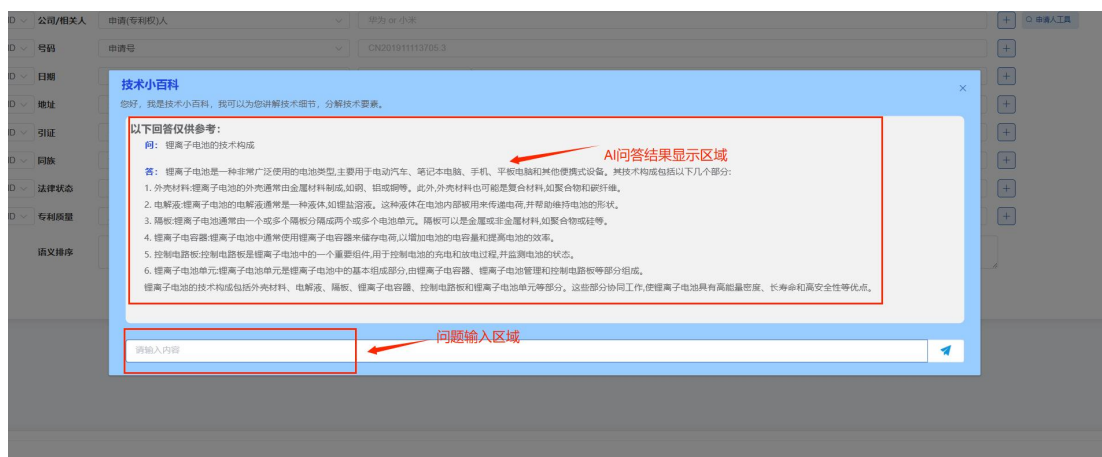 ID 公司/相关人 申请(专利权)人 华为 or 小米 申请人工具
ID 号码 申请号 CN201911113705.3
ID 日期
技术小百科
您好，我是技术小百科，我可以为您讲解技术细节，分解技术要素。
ID 地址
以下回答仅供参考：
ID 引证
问： 锂离子电池的技术构成
AI问答结果显示区域
ID 同族
答： 锂离子电池是一种非常广泛使用的电池类型,主要用于电动汽车、笔记本电脑、手机、平板电脑和其他便携式设备。其技术构成包括以下几个部分:
ID 法律状态
1. 外壳材料:锂离子电池的外壳通常由金属材料制成,如钢、铝或铜等。此外,外壳材料也可能是复合材料,如聚合物和碳纤维。
2. 电解液:锂离子电池的电解液通常是一种液体,如锂盐溶液。这种液体在电池内部被用来传递电荷,并帮助维持电池的形状。
ID 专利质量
3. 隔板:锂离子电池通常由一个或多个隔板分隔成两个或多个电池单元。隔板可以是金属或非金属材料,如聚合物或硅等。
4. 锂离子电容器:锂离子电池中通常使用锂离子电容器来储存电荷,以增加电池的电容量和提高电池的效率。
语义排序
5. 控制电路板:控制电路板是锂离子电池中的一个重要组件,用于控制电池的充电和放电过程,并监测电池的状态。
6. 锂离子电池单元:锂离子电池单元是锂离子电池中的基本组成部分,由锂离子电容器、锂离子电池管理和控制电路板等部分组成。
锂离子电池的技术构成包括外壳材料、电解液、隔板、锂离子电容器、控制电路板和锂离子电池单元等部分。这些部分协同工作,使锂离子电池具有高能量密度、长寿命和高安全性等优点。
问题输入区域
请输入内容